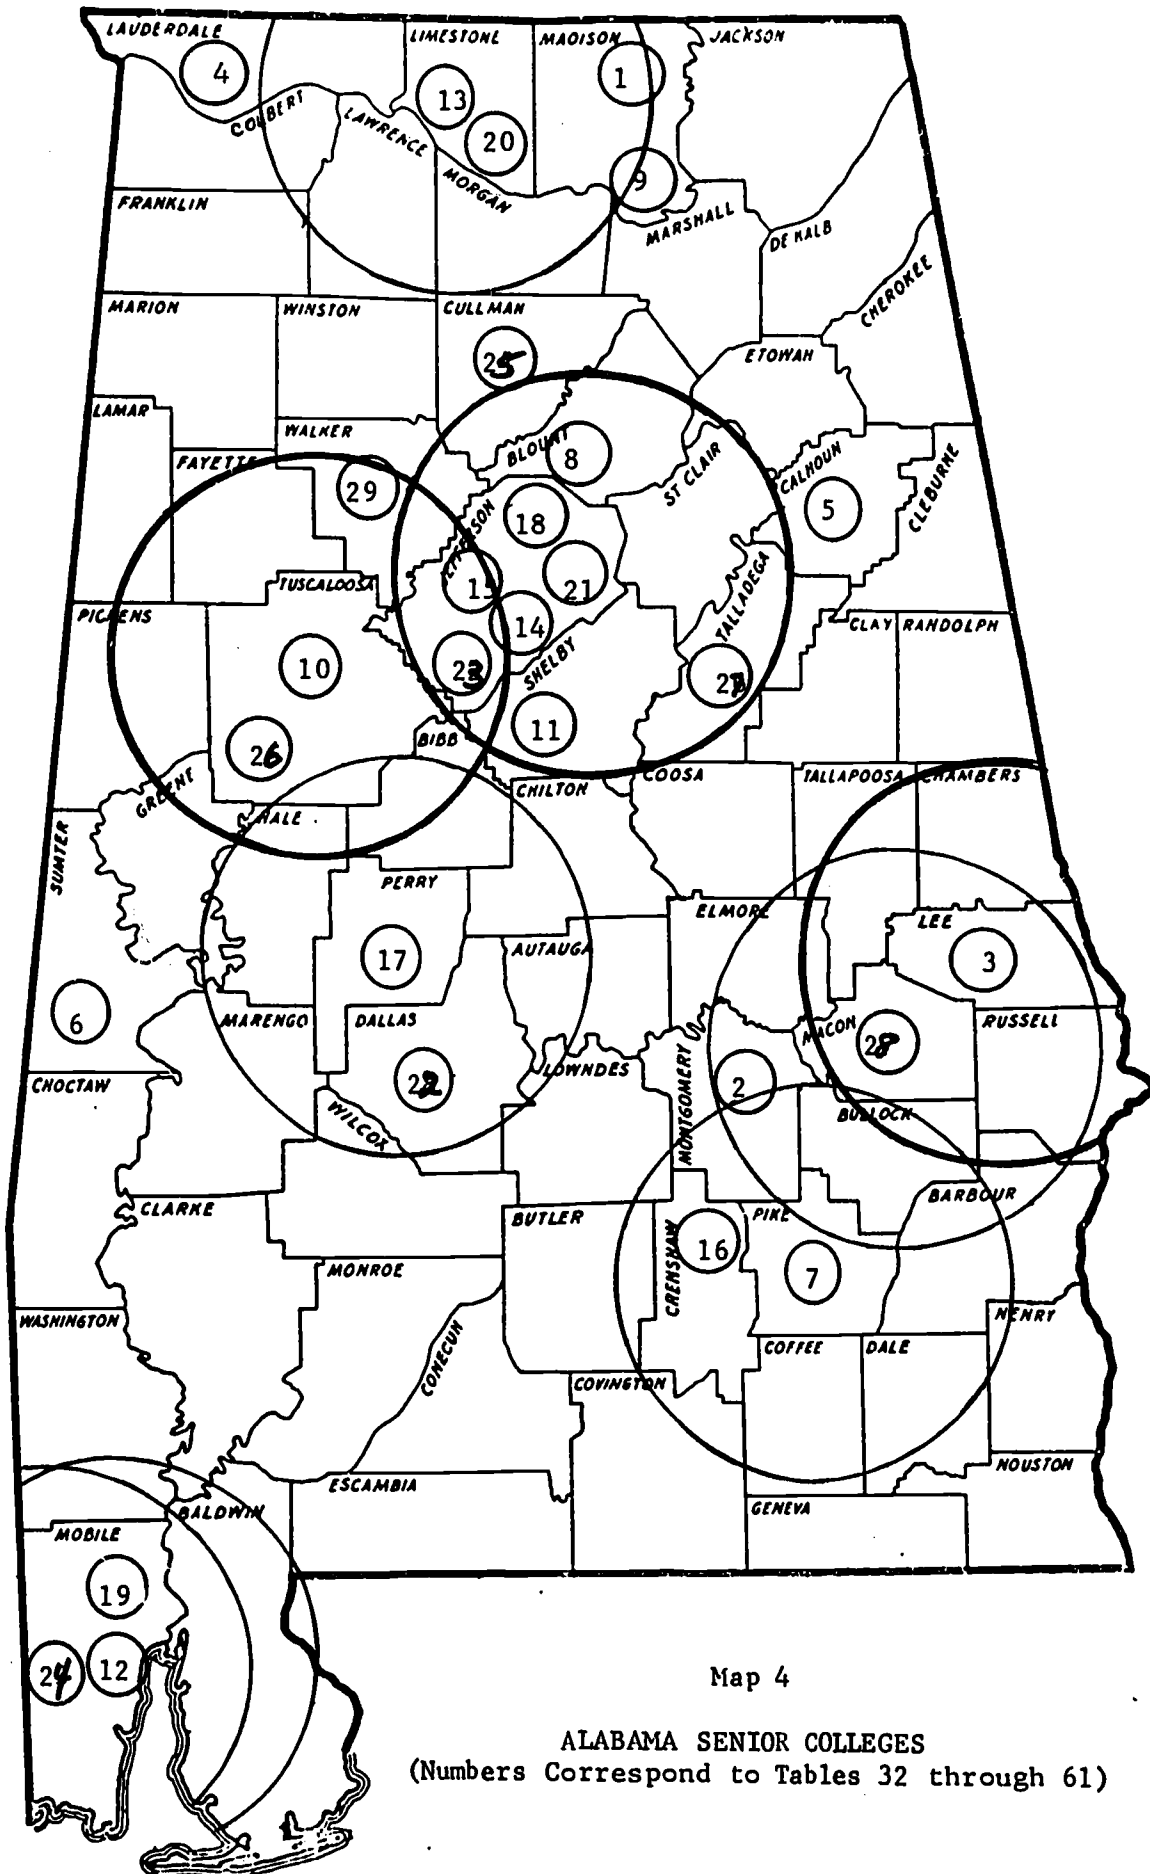 LAUDERDALE
LIMESTONE
MADISON
JACKSON
4
13
1
COLBERT
LAWRENCE
20
MORGAN
9
FRANKLIN
MARSHALL
DE KALB
CHEROKEE
MARION
WINSTON
CULLMAN
25
ETOWAH
LAMAR
WALKER
BLOUNT
8
FAYETTE
29
ST CLAIR
CALHOUN
5
CLEBURNE
18
JEFFERSON
15
21
TUSCALOOSA
TALLADEGA
PICKENS
14
CLAY
RANDOLPH
10
23
SHELBY
27
11
26
BIBB
GREENE
COOSA
TALLAPOOSA
CHAMBERS
CHILTON
HALE
SUMTER
PERRY
ELMORE
LEE
17
AUTAUGA
3
6
MARENGO
DALLAS
MACON
28
RUSSELL
CHOCTAW
22
LOWNDES
MONTGOMERY
2
WILCOX
BULLOCK
CLARKE
BUTLER
CRENSHAW
16
PIKE
BARBOUR
7
MONROE
WASHINGTON
HENRY
CONECUH
COFFEE
DALE
COVINGTON
ESCAMBIA
HOUSTON
GENEVA
BALDWIN
MOBILE
19
24
12
Map 4
ALABAMA SENIOR COLLEGES
(Numbers Correspond to Tables 32 through 61)